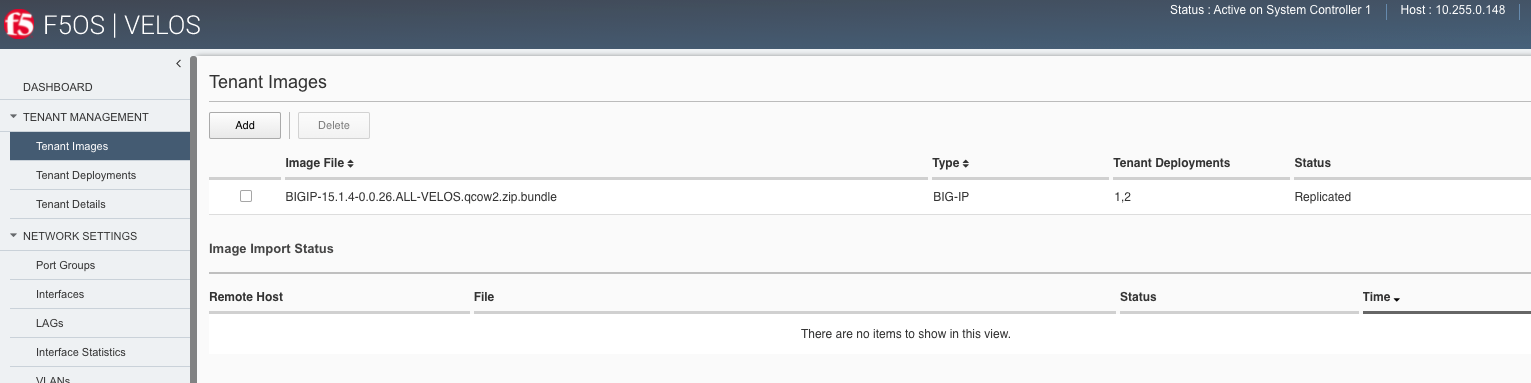 Status : Active on System Controller 1 Host : 10.255.0.148
f5 F5OS | VELOS
DASHBOARD
TENANT MANAGEMENT
Tenant Images
Tenant Deployments
Tenant Details
NETWORK SETTINGS
Port Groups
Interfaces
LAGs
Interface Statistics
VLANs
Tenant Images
Add Delete
Image File Type Tenant Deployments Status
BIGIP-15.1.4-0.0.26.ALL-VELOS.qcow2.zip.bundle BIG-IP 1,2 Replicated
Image Import Status
Remote Host File Status Time
There are no items to show in this view.